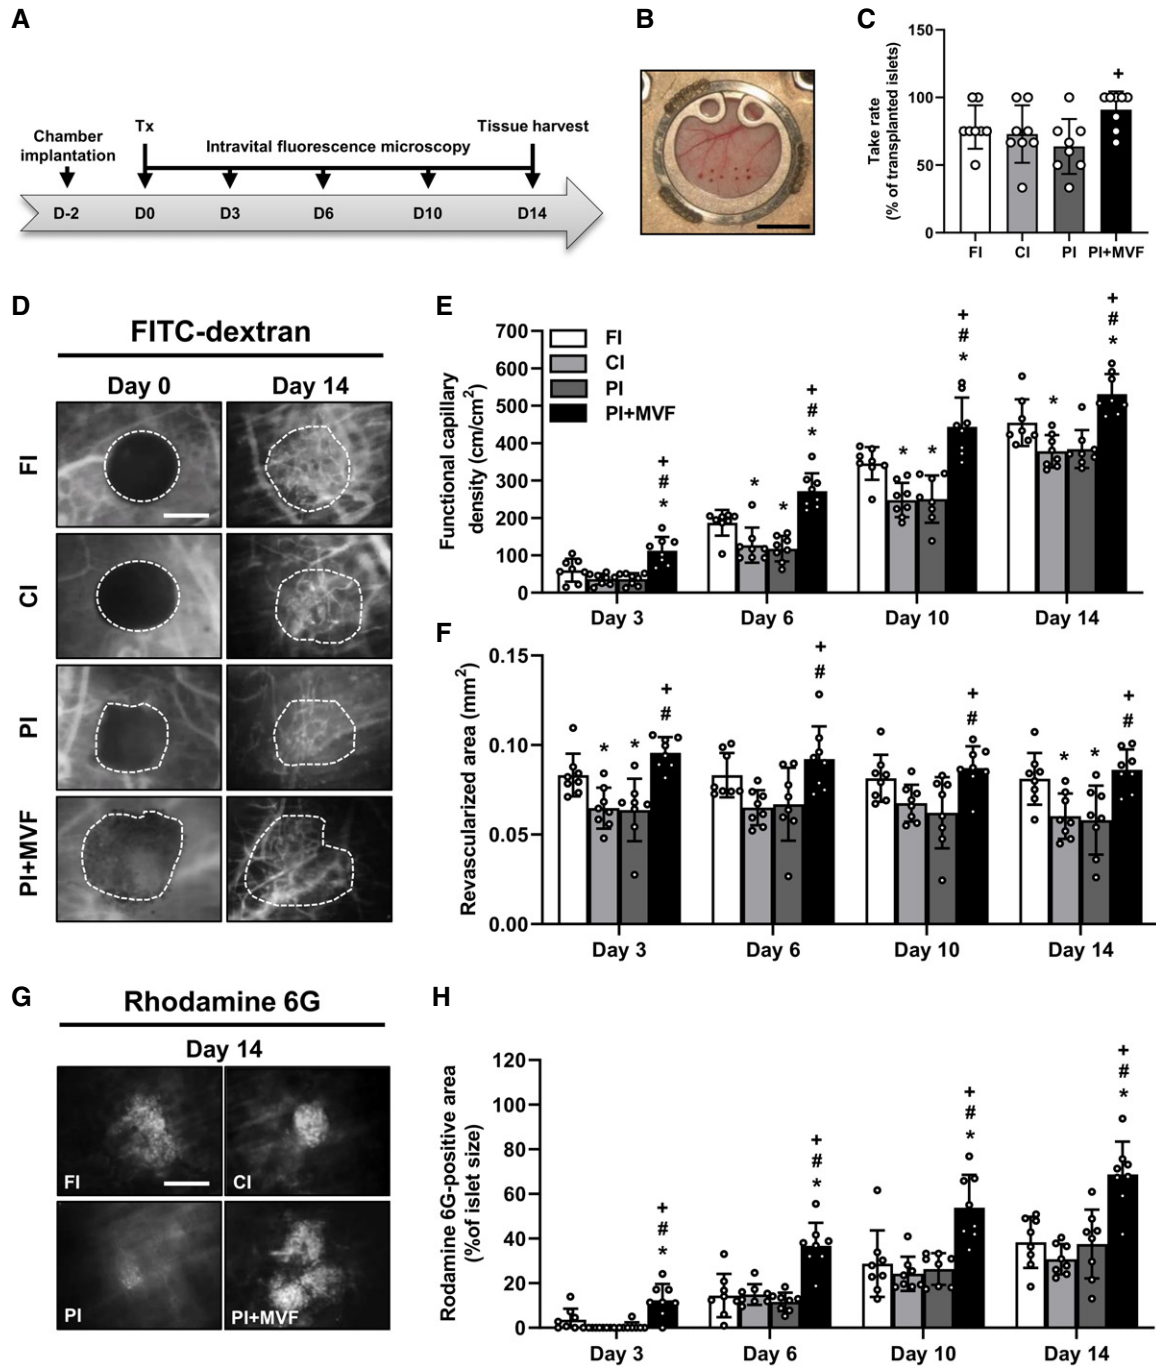 A
Chamber
implantation
Tx
Intravital fluorescence microscopy
Tissue harvest
D-2
D0
D3
D6
D10
D14
B
C
Take rate
(% of transplanted islets)
150
100
50
0
FI
CI
PI
PI+MVF
+
D
FITC-dextran
Day 0
Day 14
FI
CI
PI
PI+MVF
E
Functional capillary
density (cm/cm²)
700
600
500
400
300
200
100
0
FI
CI
PI
PI+MVF
+
#
*
*
*
+
#
*
*
*
+
#
*
*
+
#
*
Day 3
Day 6
Day 10
Day 14
F
Revascularized area (mm²)
0.15
0.10
0.05
0.00
*
*
+
#
+
#
+
#
*
*
+
#
Day 3
Day 6
Day 10
Day 14
G
Rhodamine 6G
Day 14
FI
CI
PI
PI+MVF
H
Rodamine 6G-positive area
(%of islet size)
120
100
80
60
40
20
0
+
#
*
+
#
*
+
#
*
+
#
*
Day 3
Day 6
Day 10
Day 14